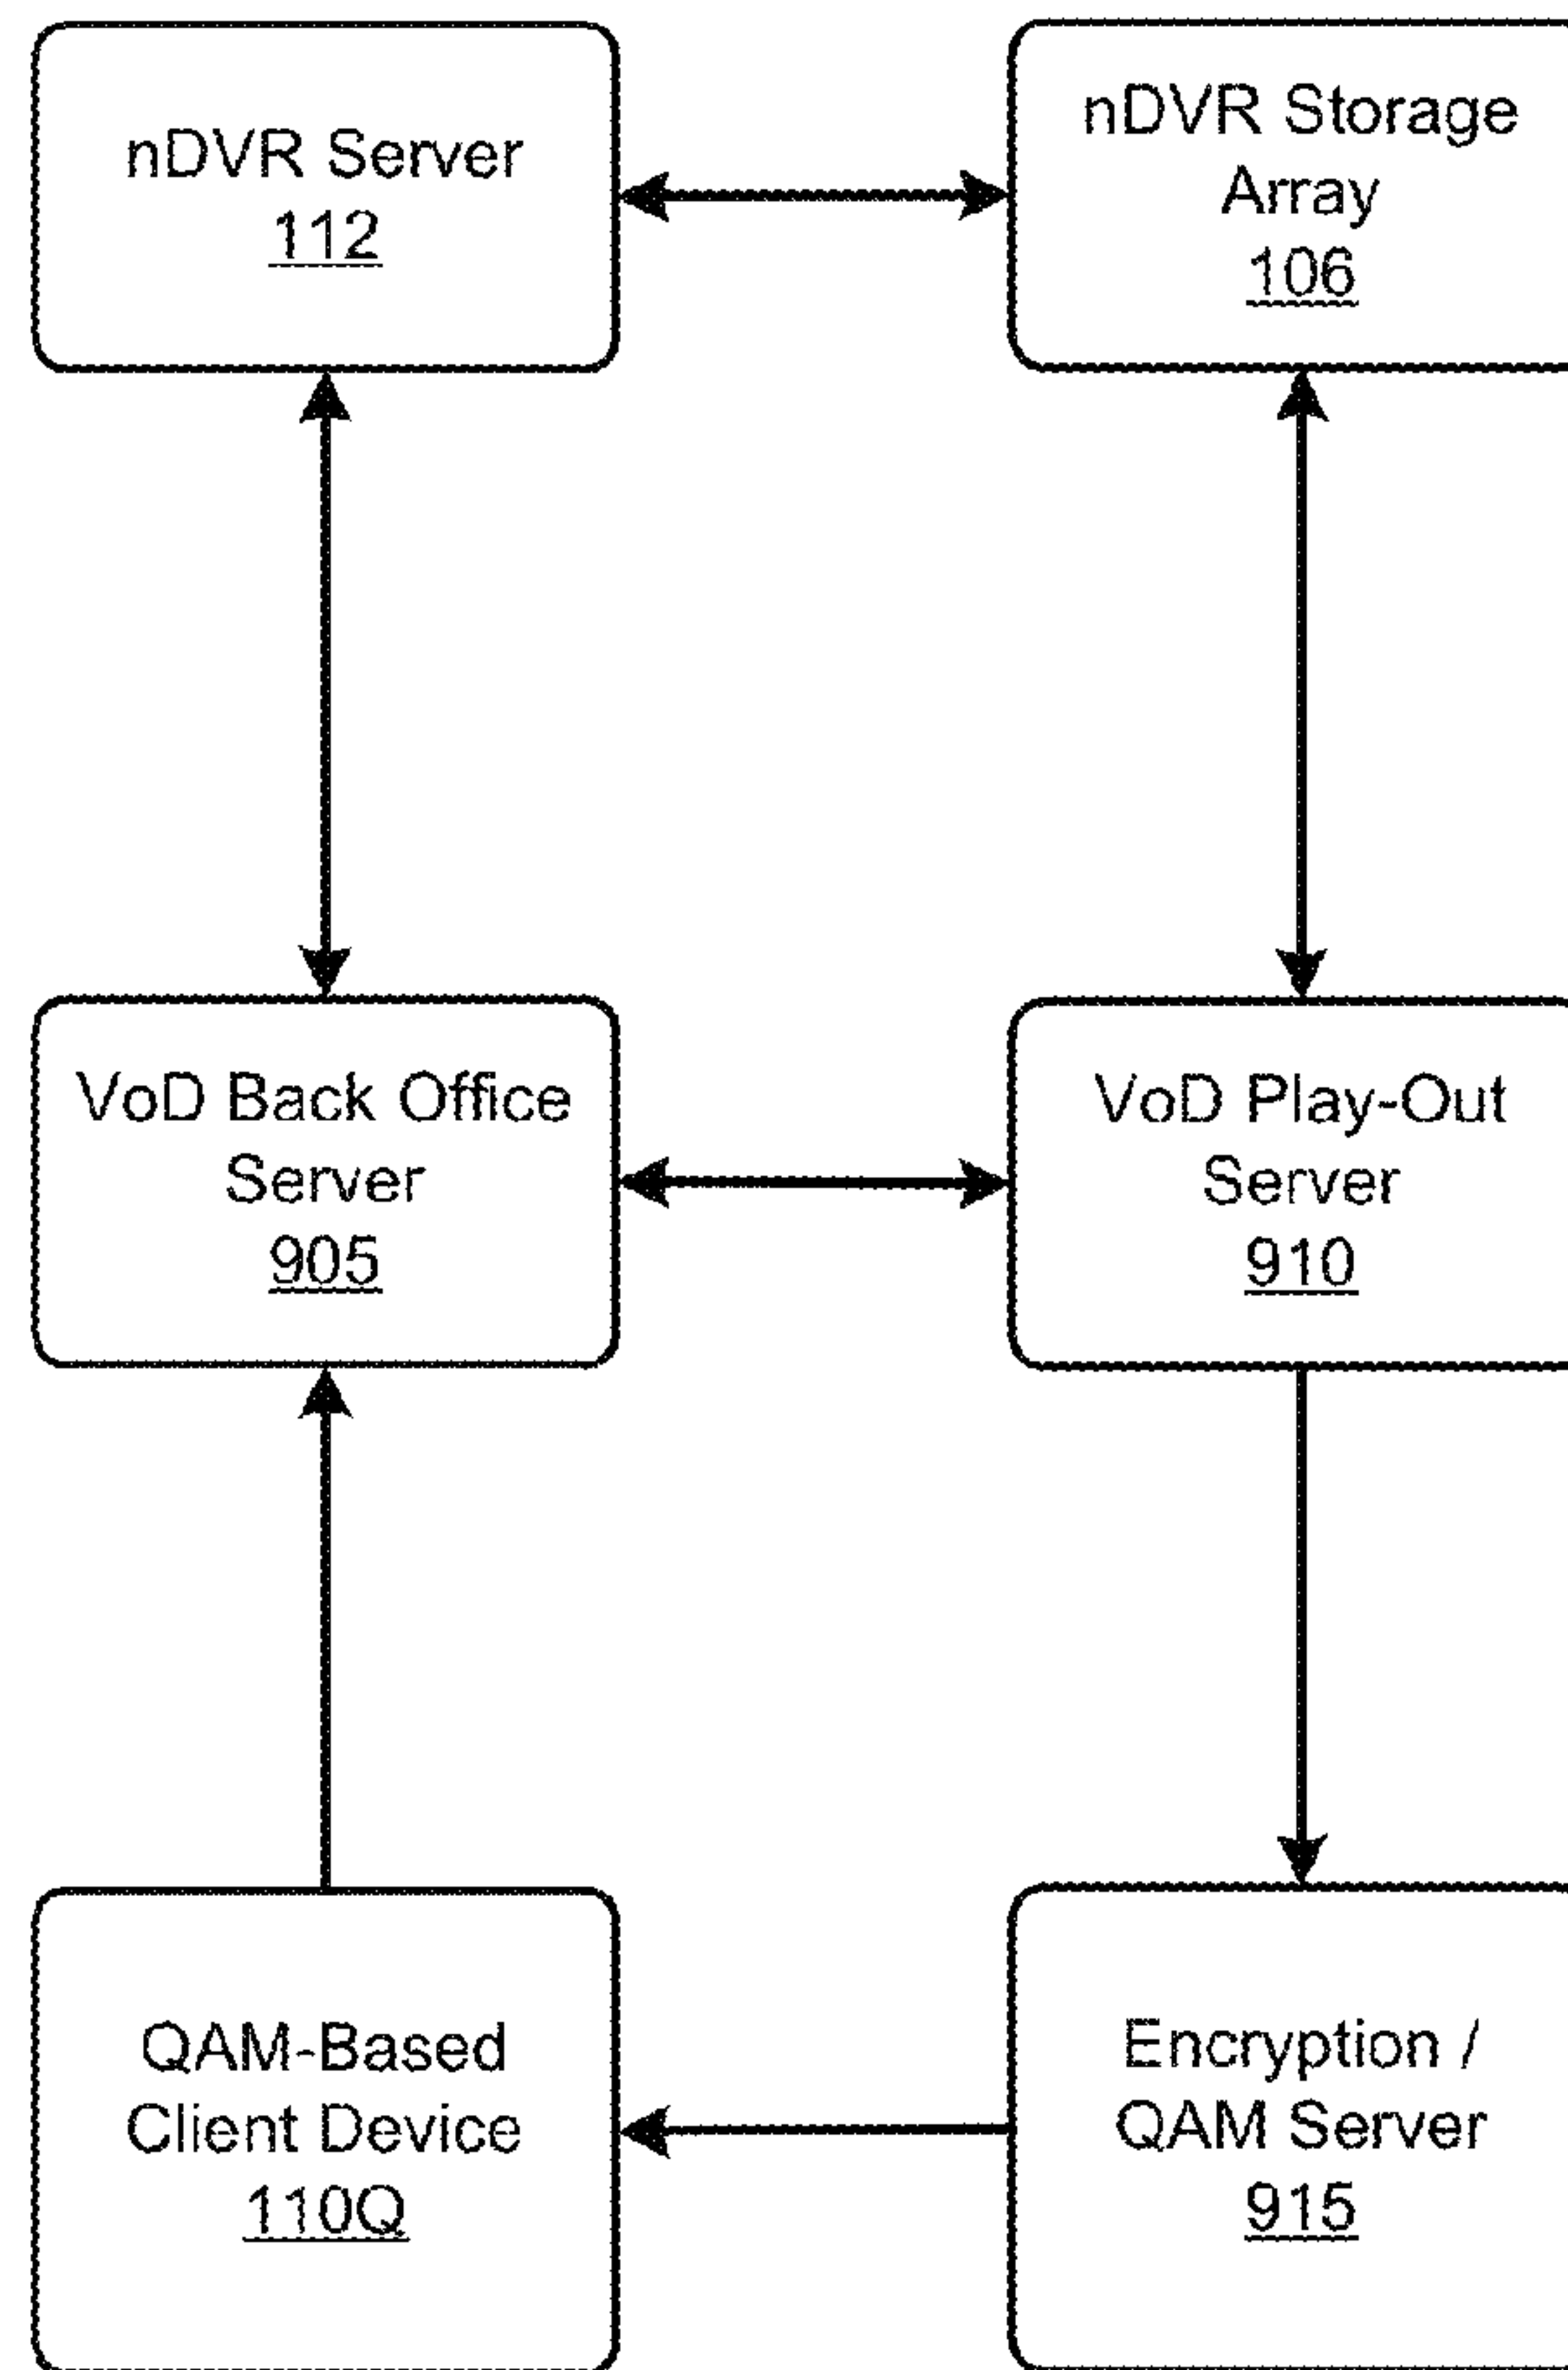 nDVR Server
112
nDVR Storage
Array
106
VoD Back Office
Server
905
VoD Play-Out
Server
910
QAM-Based
Client Device
110Q
Encryption /
QAM Server
915